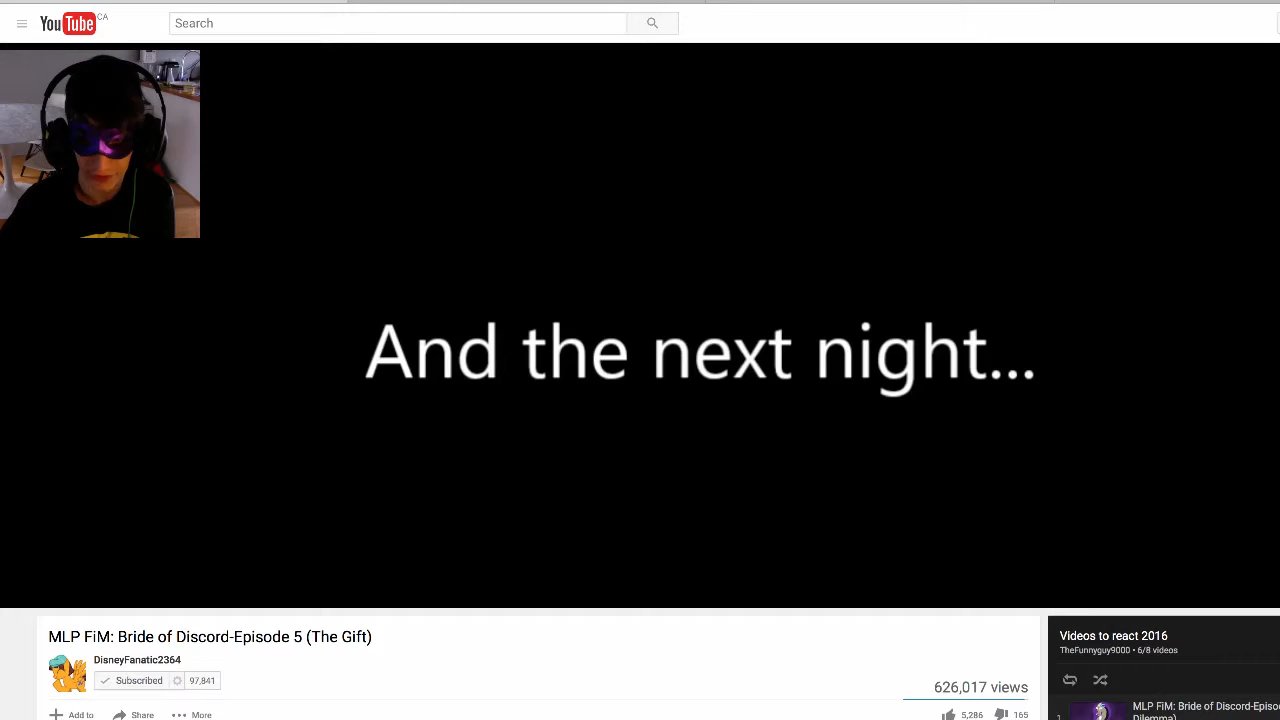 YouTube CA
Search
And the next night...
MLP FiM: Bride of Discord-Episode 5 (The Gift)
DisneyFanatic2364
Subscribed 97,841
626,017 views
Add to Share More
5,286 165
Videos to react 2016
TheFunnyguy9000 • 6/8 videos
1
MLP FiM: Bride of Discord-Episo
Dilemma)